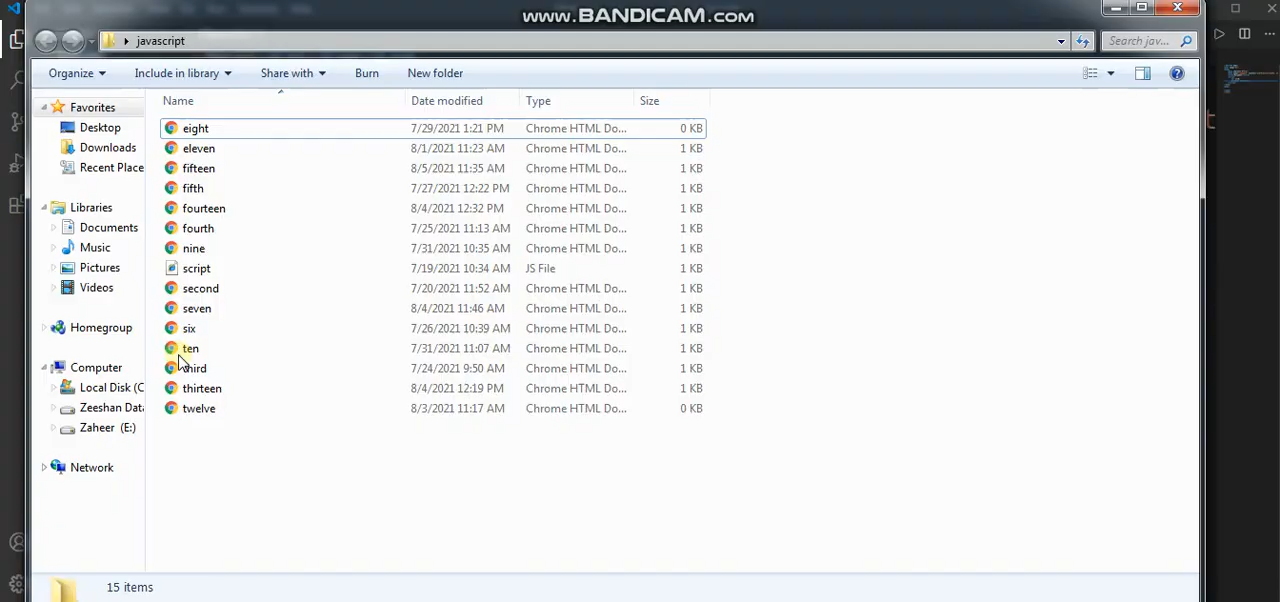 www.BANDICAM.com
javascript
Search jav...
Organize Include in library Share with Burn New folder
Name Date modified Type Size
Favorites
Desktop
Downloads
Recent Place
Libraries
Documents
Music
Pictures
Videos
Homegroup
Computer
Local Disk (C
Zeeshan Data
Zaheer (E:)
Network
eight 7/29/2021 1:21 PM Chrome HTML Do... 0 KB
eleven 8/1/2021 11:23 AM Chrome HTML Do... 1 KB
fifteen 8/5/2021 11:35 AM Chrome HTML Do... 1 KB
fifth 7/27/2021 12:22 PM Chrome HTML Do... 1 KB
fourteen 8/4/2021 12:32 PM Chrome HTML Do... 1 KB
fourth 7/25/2021 11:13 AM Chrome HTML Do... 1 KB
nine 7/31/2021 10:35 AM Chrome HTML Do... 1 KB
script 7/19/2021 10:34 AM JS File 1 KB
second 7/20/2021 11:52 AM Chrome HTML Do... 1 KB
seven 8/4/2021 11:46 AM Chrome HTML Do... 1 KB
six 7/26/2021 10:39 AM Chrome HTML Do... 1 KB
ten 7/31/2021 11:07 AM Chrome HTML Do... 1 KB
third 7/24/2021 9:50 AM Chrome HTML Do... 1 KB
thirteen 8/4/2021 12:19 PM Chrome HTML Do... 1 KB
twelve 8/3/2021 11:17 AM Chrome HTML Do... 0 KB
15 items